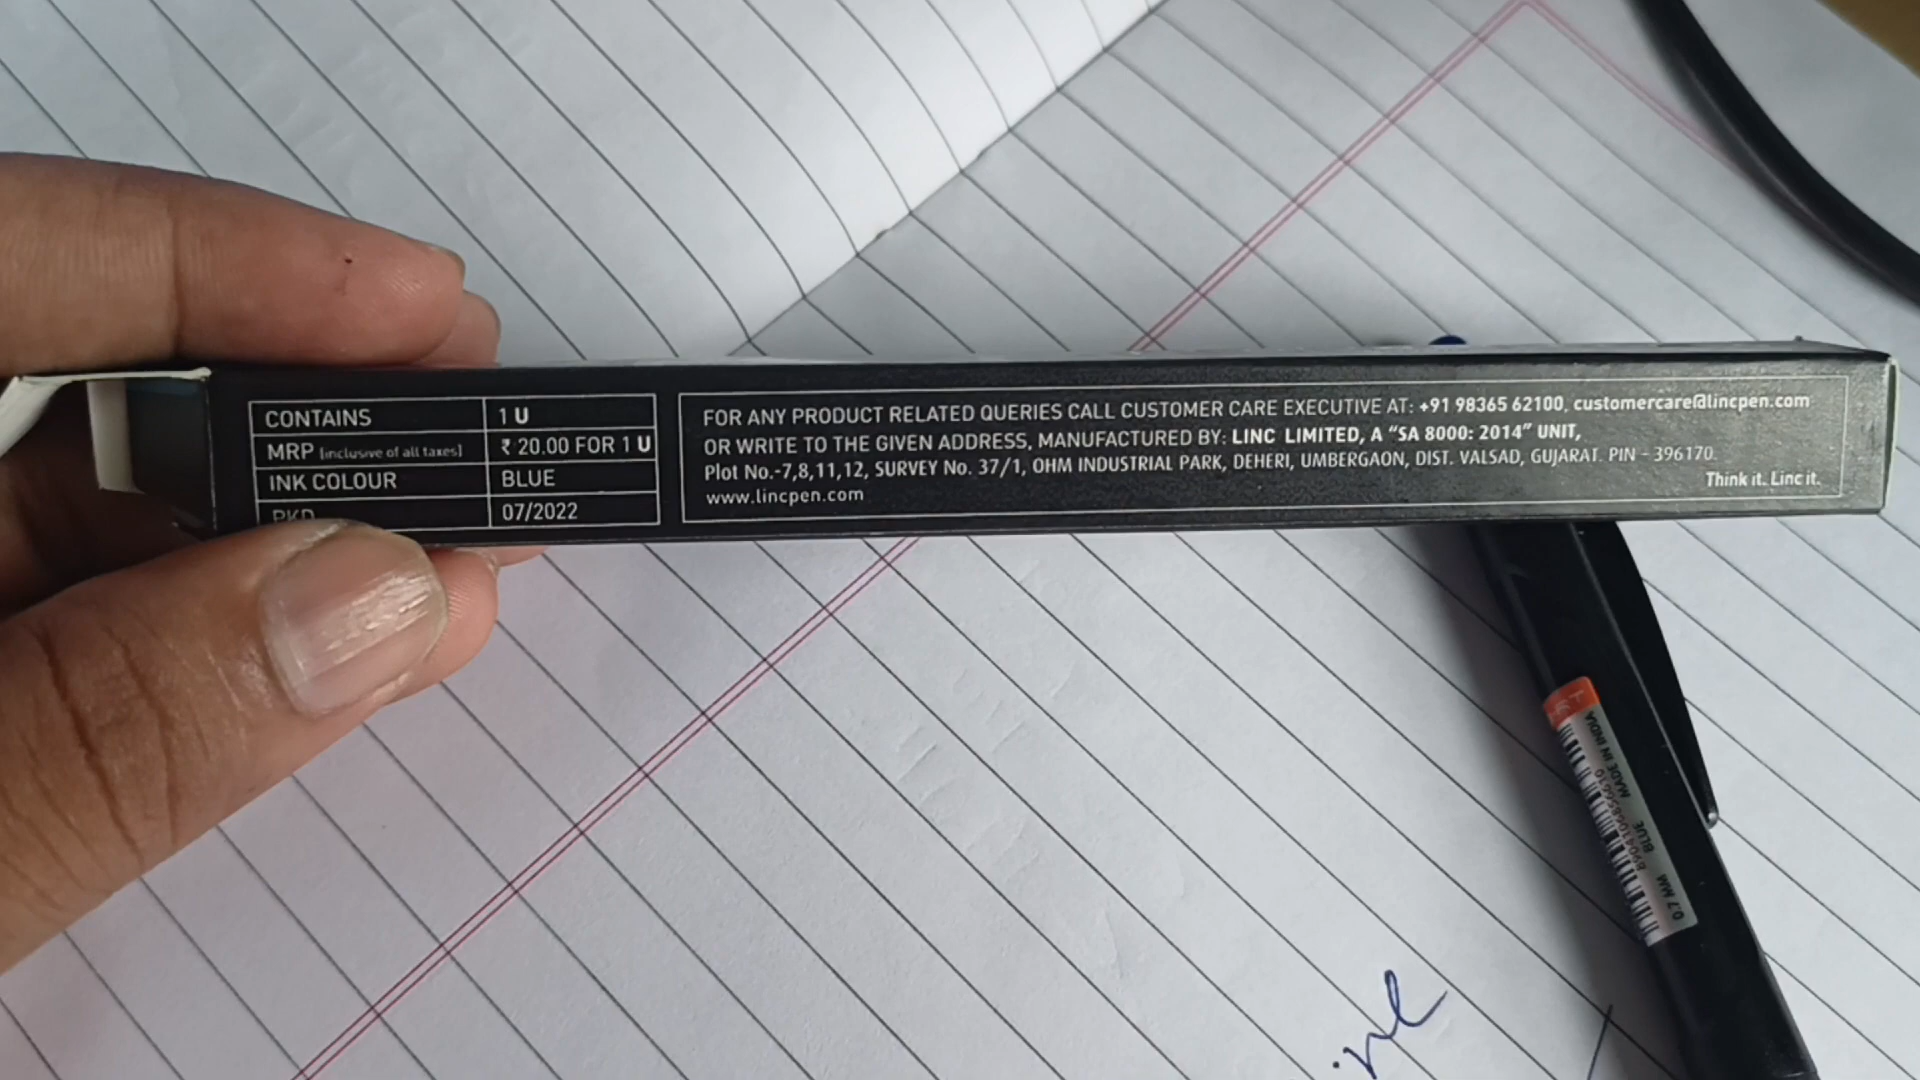 CONTAINS 1 U
MRP [inclusive of all taxes] ₹ 20.00 FOR 1 U
INK COLOUR BLUE
PKD 07/2022
FOR ANY PRODUCT RELATED QUERIES CALL CUSTOMER CARE EXECUTIVE AT: +91 98365 62100, customercare@lincpen.com
OR WRITE TO THE GIVEN ADDRESS, MANUFACTURED BY: LINC LIMITED, A “SA 8000: 2014” UNIT,
Plot No.-7,8,11,12, SURVEY No. 37/1, OHM INDUSTRIAL PARK, DEHERI, UMBERGAON, DIST. VALSAD, GUJARAT. PIN - 396170.
www.lincpen.com
Think it. Linc it.
0.7 MM BLUE MADE IN INDIA